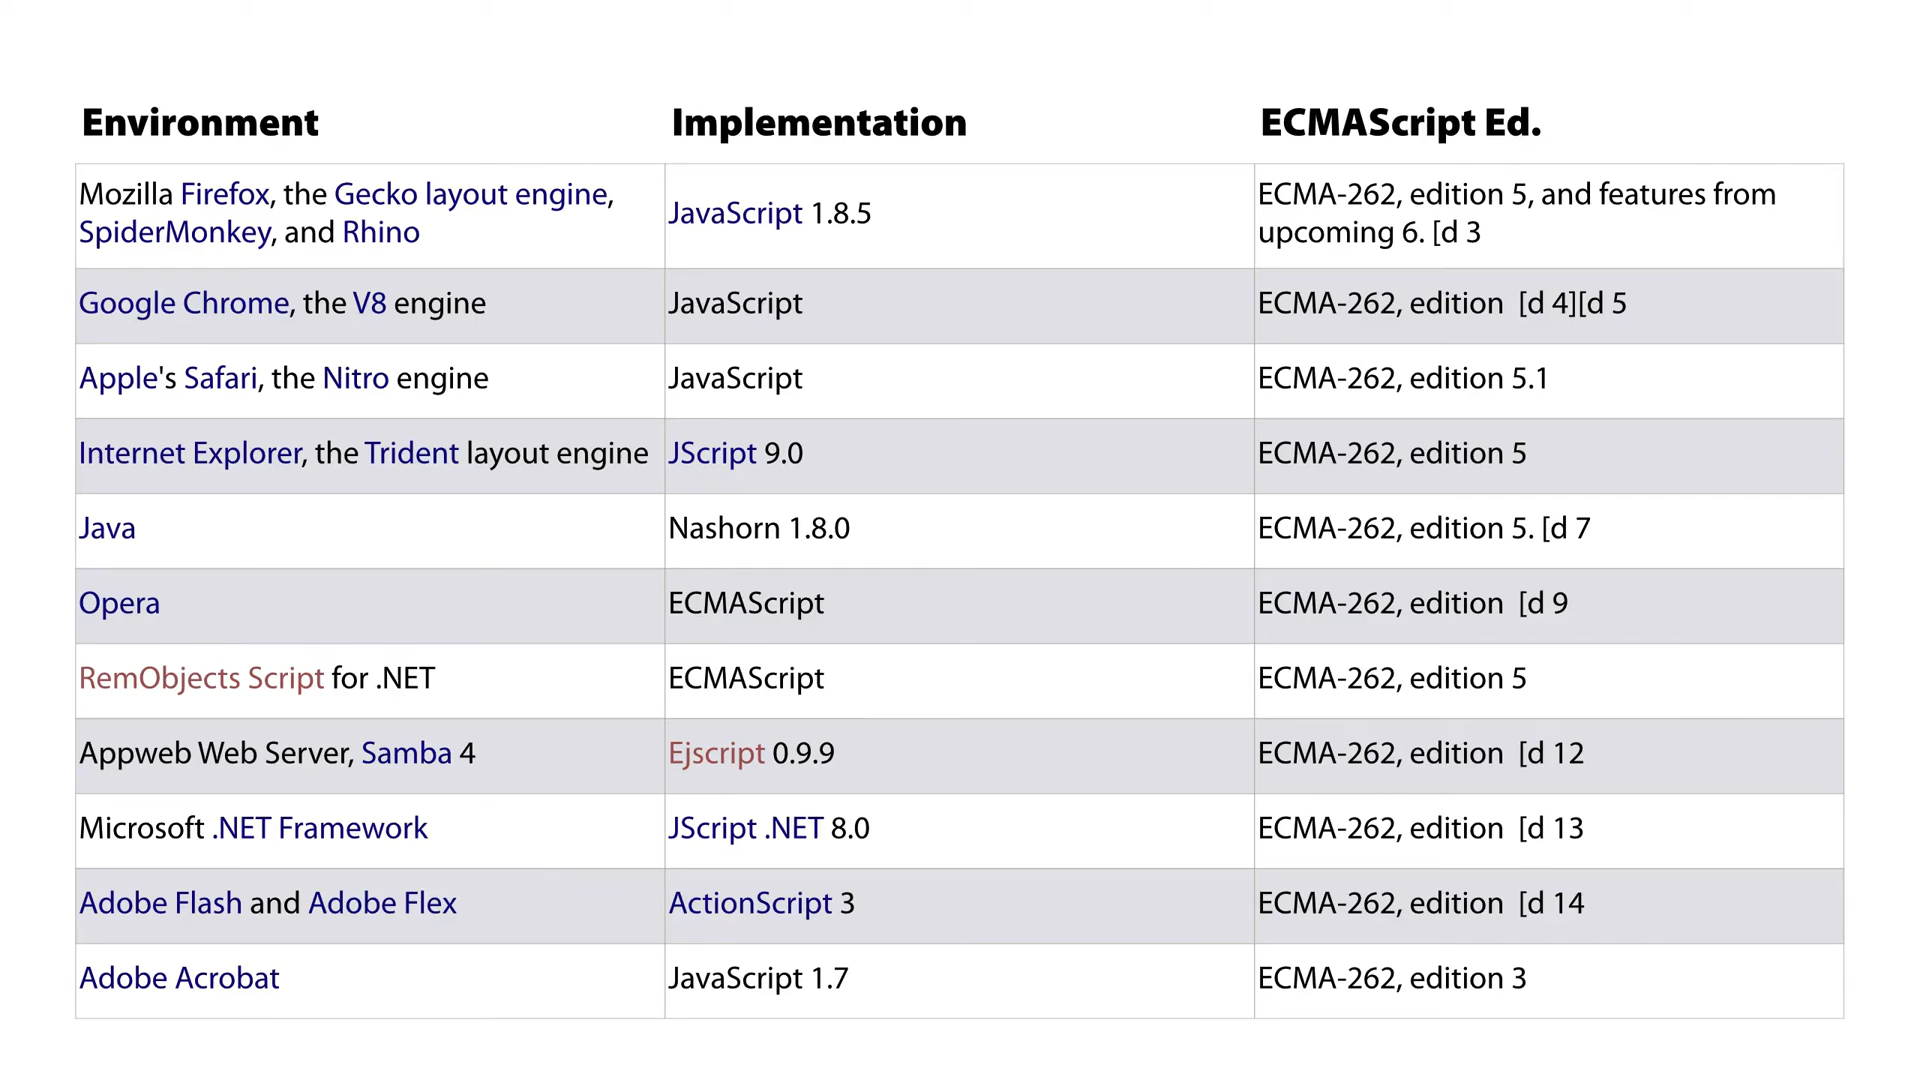 Environment Implementation ECMAScript Ed.
Mozilla Firefox, the Gecko layout engine,
SpiderMonkey, and Rhino
JavaScript 1.8.5
ECMA-262, edition 5, and features from
upcoming 6. [d 3
Google Chrome, the V8 engine JavaScript ECMA-262, edition  [d 4][d 5
Apple's Safari, the Nitro engine JavaScript ECMA-262, edition 5.1
Internet Explorer, the Trident layout engine JScript 9.0 ECMA-262, edition 5
Java Nashorn 1.8.0 ECMA-262, edition 5. [d 7
Opera ECMAScript ECMA-262, edition  [d 9
RemObjects Script for .NET ECMAScript ECMA-262, edition 5
Appweb Web Server, Samba 4 Ejscript 0.9.9 ECMA-262, edition  [d 12
Microsoft .NET Framework JScript .NET 8.0 ECMA-262, edition  [d 13
Adobe Flash and Adobe Flex ActionScript 3 ECMA-262, edition  [d 14
Adobe Acrobat JavaScript 1.7 ECMA-262, edition 3